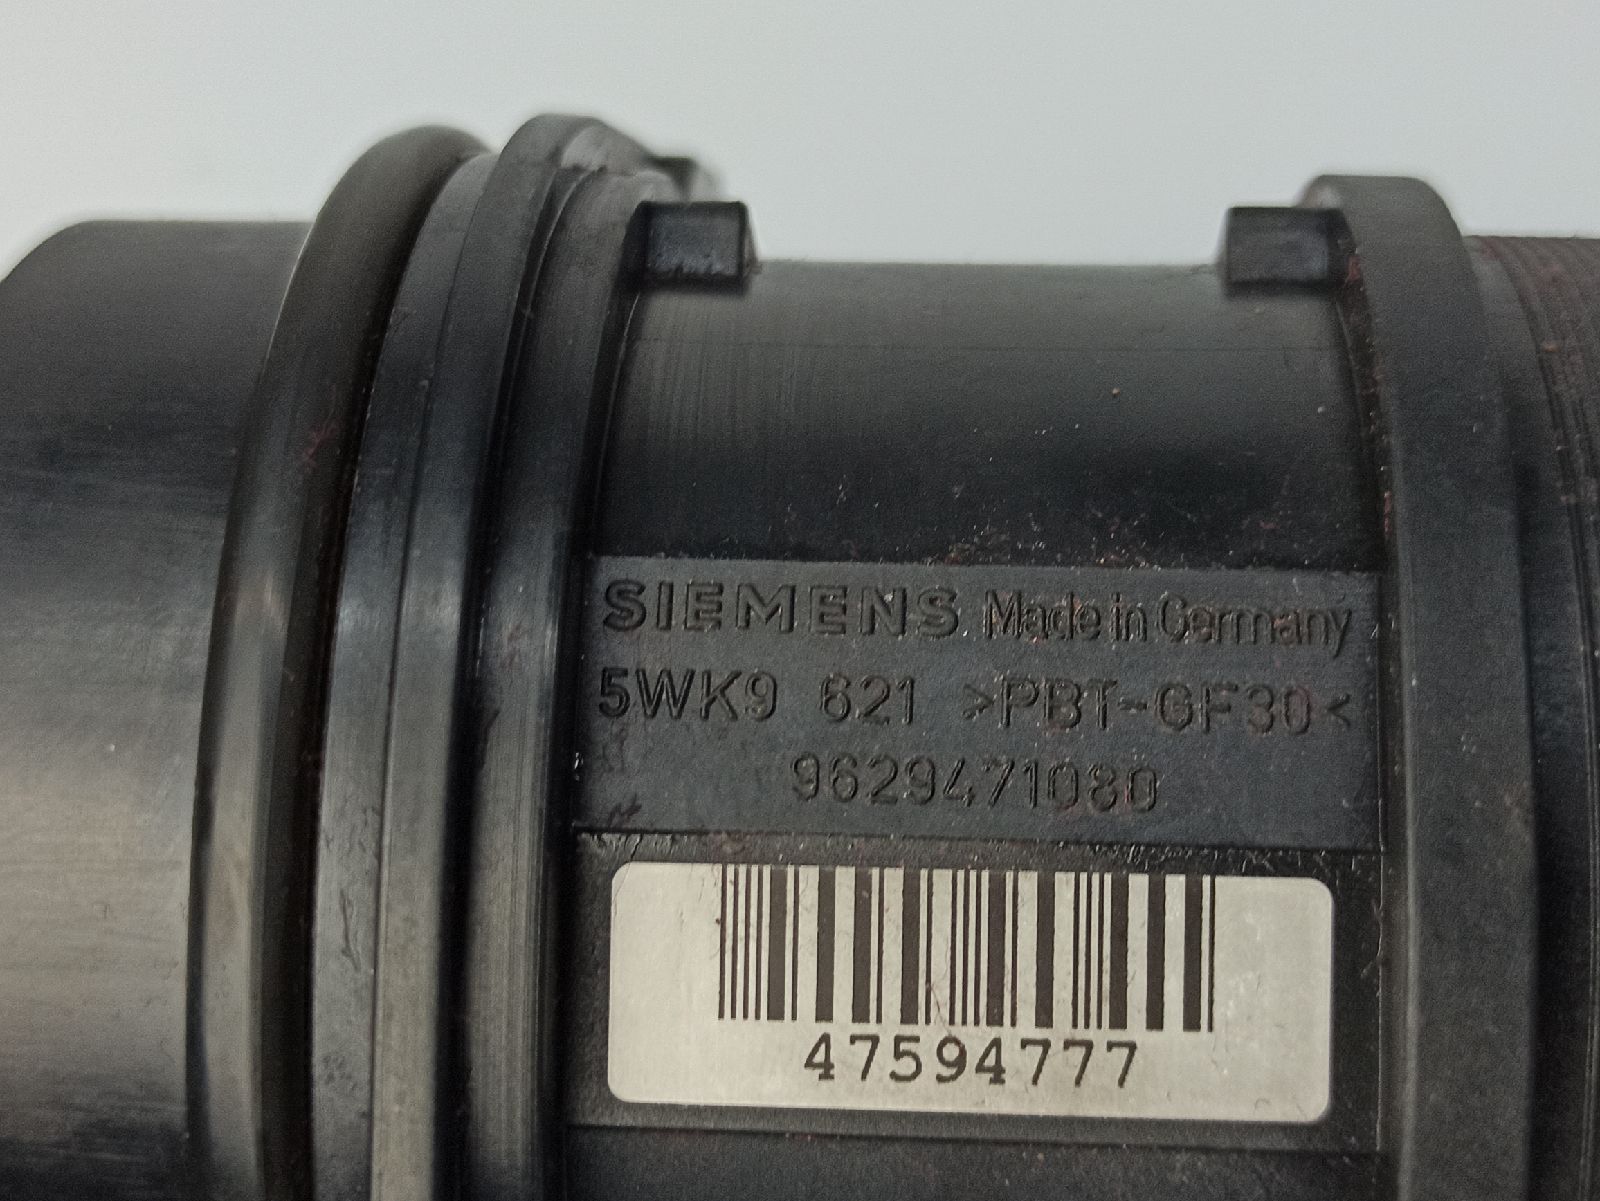 SIEMENS Made in Germany
5WK9 621 >PBT-GF30<
9629471080
47594777